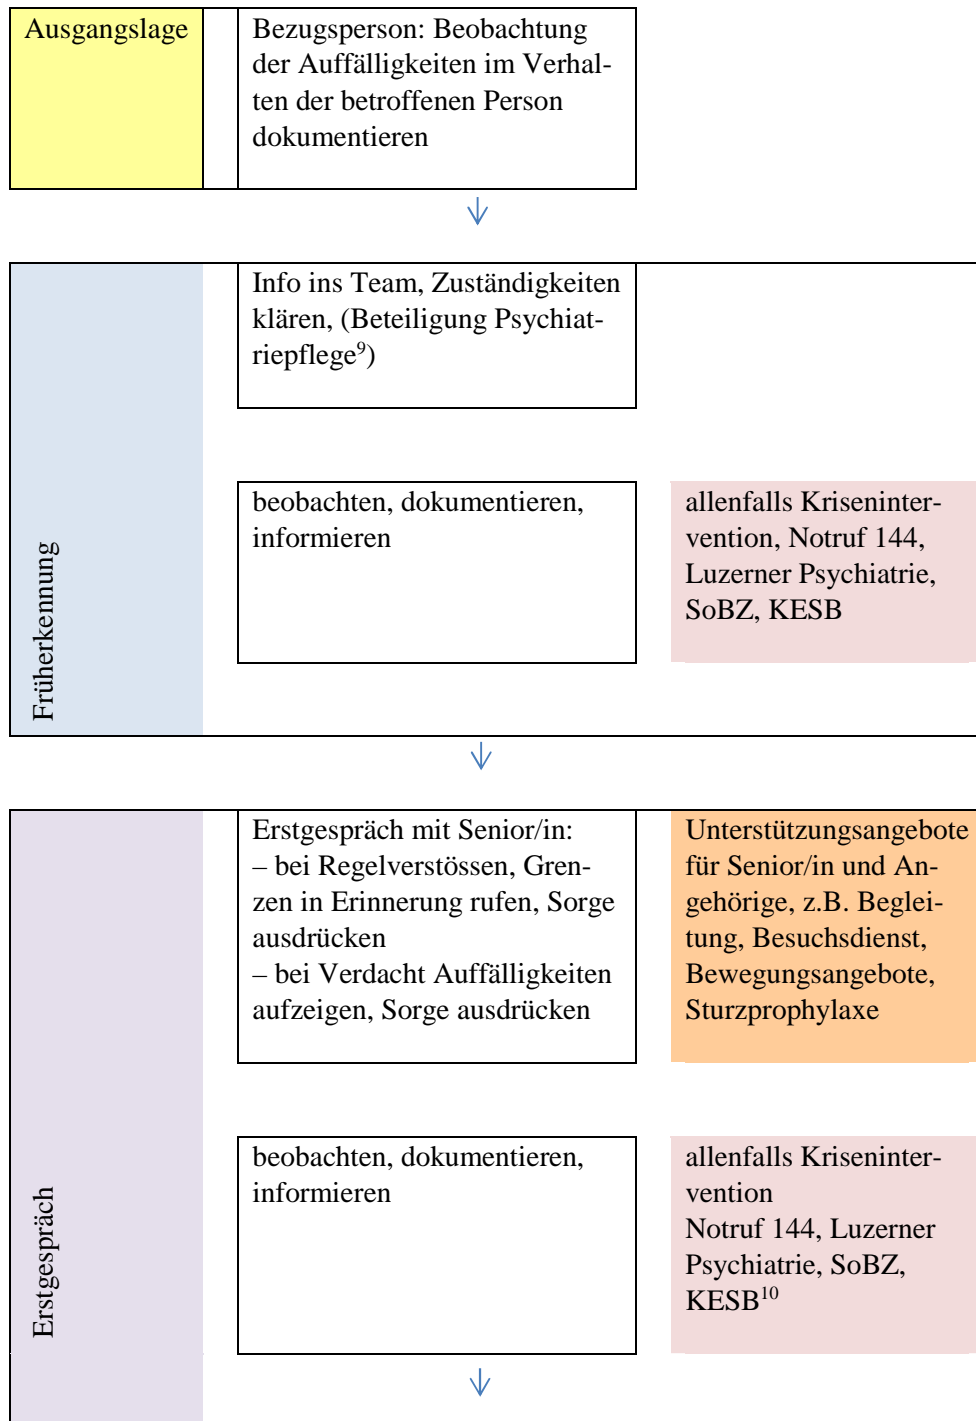 Ausgangslage
Bezugsperson: Beobachtung
der Auffälligkeiten im Verhal-
ten der betroffenen Person
dokumentieren
Früherkennung
Info ins Team, Zuständigkeiten
klären, (Beteiligung Psychiat-
riepflege⁹)
beobachten, dokumentieren,
informieren
allenfalls Kriseninter-
vention, Notruf 144,
Luzerner Psychiatrie,
SoBZ, KESB
Erstgespräch
Erstgespräch mit Senior/in:
– bei Regelverstössen, Gren-
zen in Erinnerung rufen, Sorge
ausdrücken
– bei Verdacht Auffälligkeiten
aufzeigen, Sorge ausdrücken
Unterstützungsangebote
für Senior/in und An-
gehörige, z.B. Beglei-
tung, Besuchsdienst,
Bewegungsangebote,
Sturzprophylaxe
beobachten, dokumentieren,
informieren
allenfalls Kriseninter-
vention
Notruf 144, Luzerner
Psychiatrie, SoBZ,
KESB¹⁰